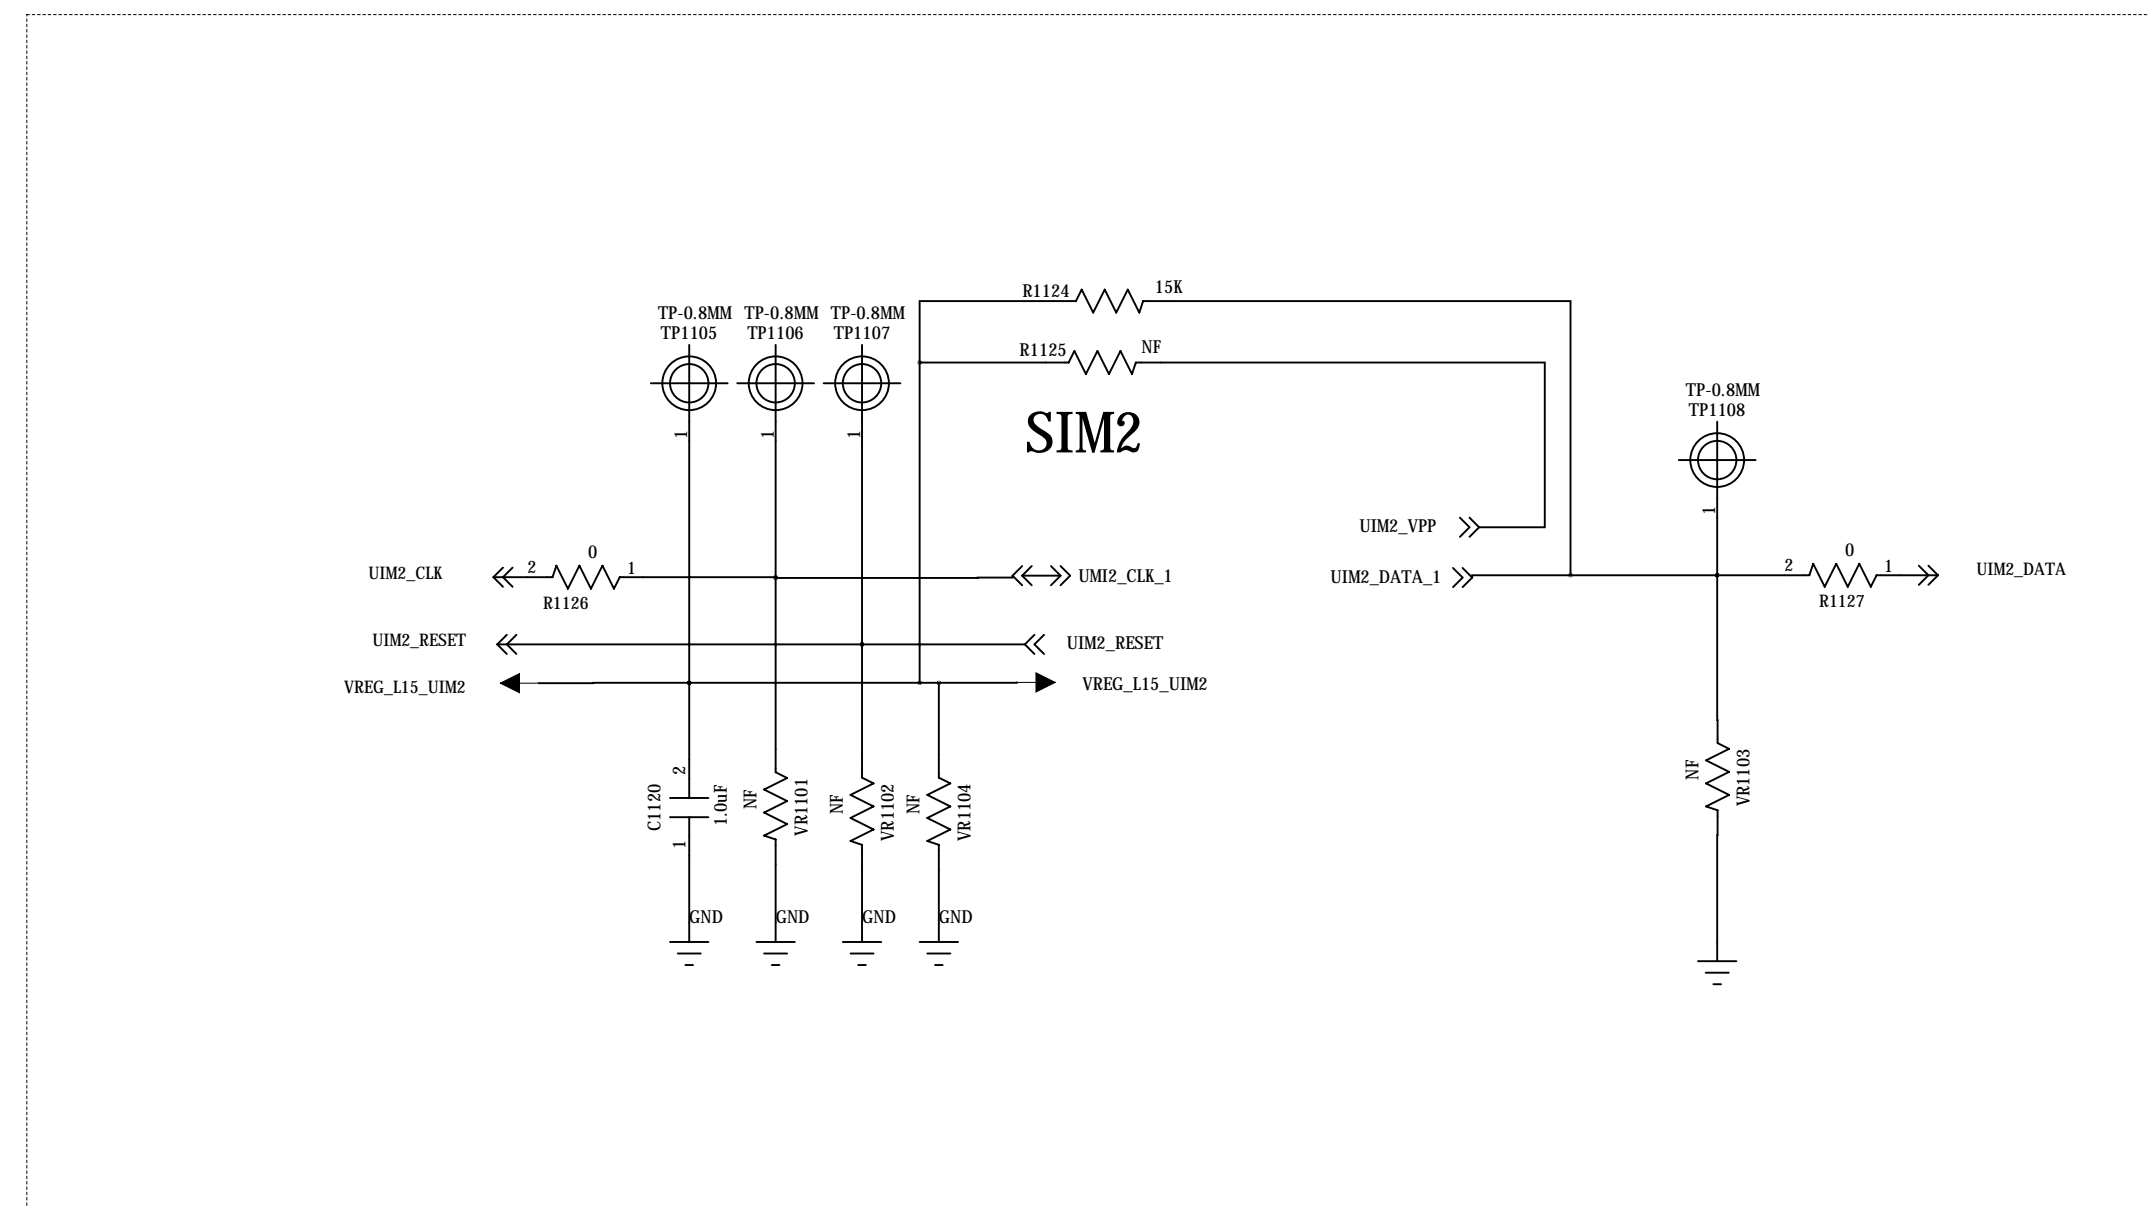 R1124 15K
TP-0.8MM TP-0.8MM TP-0.8MM
TP1105 TP1106 TP1107
R1125 NF
TP-0.8MM
TP1108
SIM2
1 1 1
1
UIM2_VPP
0
0
UIM2_CLK 2 1 UMI2_CLK_1
UIM2_DATA_1 2 1 UIM2_DATA
R1126
R1127
UIM2_RESET UIM2_RESET
VREG_L15_UIM2 VREG_L15_UIM2
2
C1120
1.0uF
1
NF
VR1101
NF
VR1102
NF
VR1104
NF
VR1103
GND GND GND GND